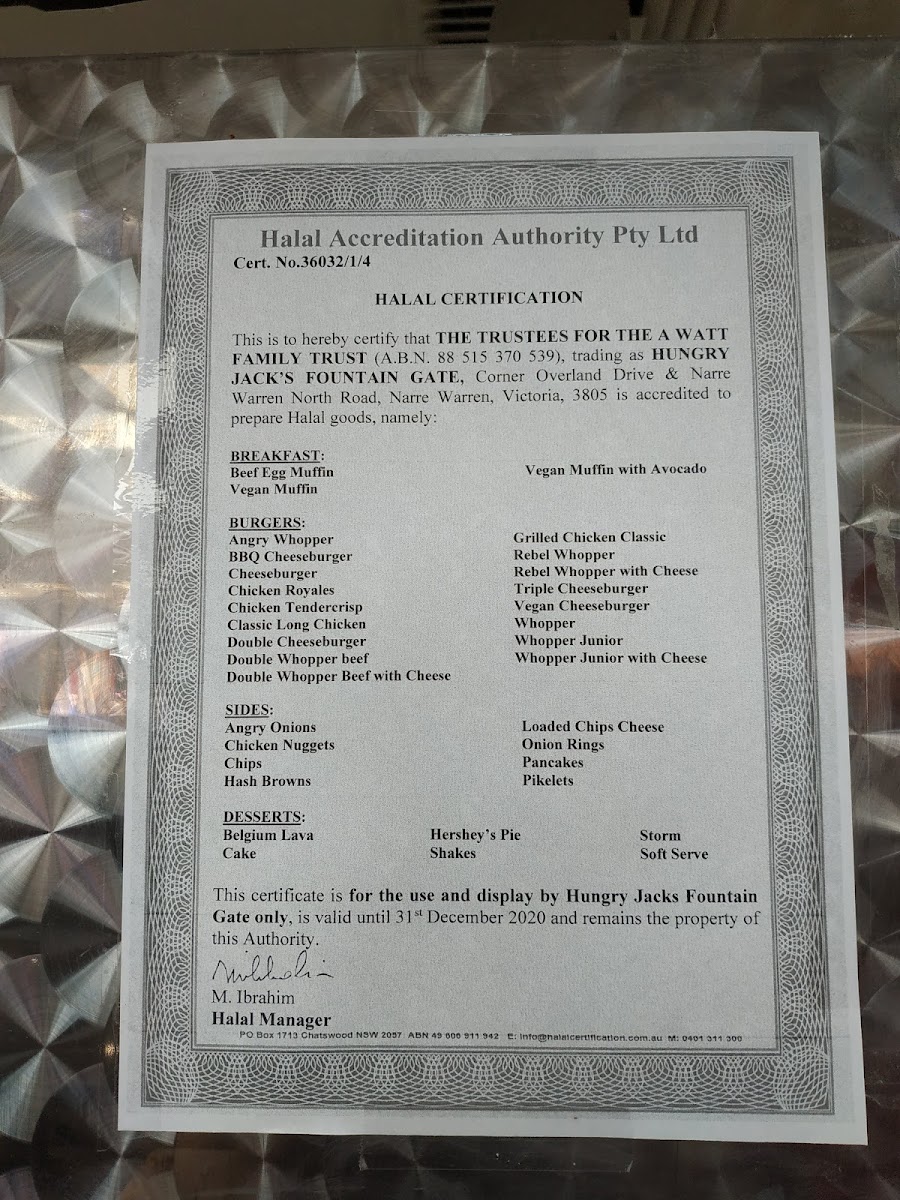 Halal Accreditation Authority Pty Ltd
Cert. No.36032/1/4
HALAL CERTIFICATION
This is to hereby certify that THE TRUSTEES FOR THE A WATT
FAMILY TRUST (A.B.N. 88 515 370 539), trading as HUNGRY
JACK'S FOUNTAIN GATE, Corner Overland Drive & Narre
Warren North Road, Narre Warren, Victoria, 3805 is accredited to
prepare Halal goods, namely:
BREAKFAST:
Beef Egg Muffin
Vegan Muffin
Vegan Muffin with Avocado
BURGERS:
Angry Whopper
BBQ Cheeseburger
Cheeseburger
Chicken Royales
Chicken Tendercrisp
Classic Long Chicken
Double Cheeseburger
Double Whopper beef
Double Whopper Beef with Cheese
Grilled Chicken Classic
Rebel Whopper
Rebel Whopper with Cheese
Triple Cheeseburger
Vegan Cheeseburger
Whopper
Whopper Junior
Whopper Junior with Cheese
SIDES:
Angry Onions
Chicken Nuggets
Chips
Hash Browns
Loaded Chips Cheese
Onion Rings
Pancakes
Pikelets
DESSERTS:
Belgium Lava
Cake
Hershey's Pie
Shakes
Storm
Soft Serve
This certificate is for the use and display by Hungry Jacks Fountain
Gate only, is valid until 31st December 2020 and remains the property of
this Authority.
M. Ibrahim
Halal Manager
PO Box 1713 Chatswood NSW 2057 ABN 49 606 911 942 E: info@halalcertification.com.au M: 0401 311 300